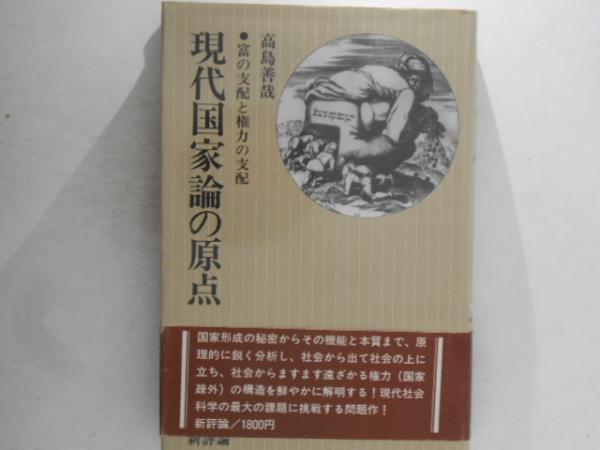 高島善哉
●富の支配と権力の支配
現代国家論の原点
国家形成の秘密からその機能と本質まで、原
理的に鋭く分析し、社会から出て社会の上に
立ち、社会からますます遠ざかる権力（国家
疎外）の構造を鮮やかに解明する！現代社会
科学の最大の課題に挑戦する問題作！
新評論／1800円
新評論